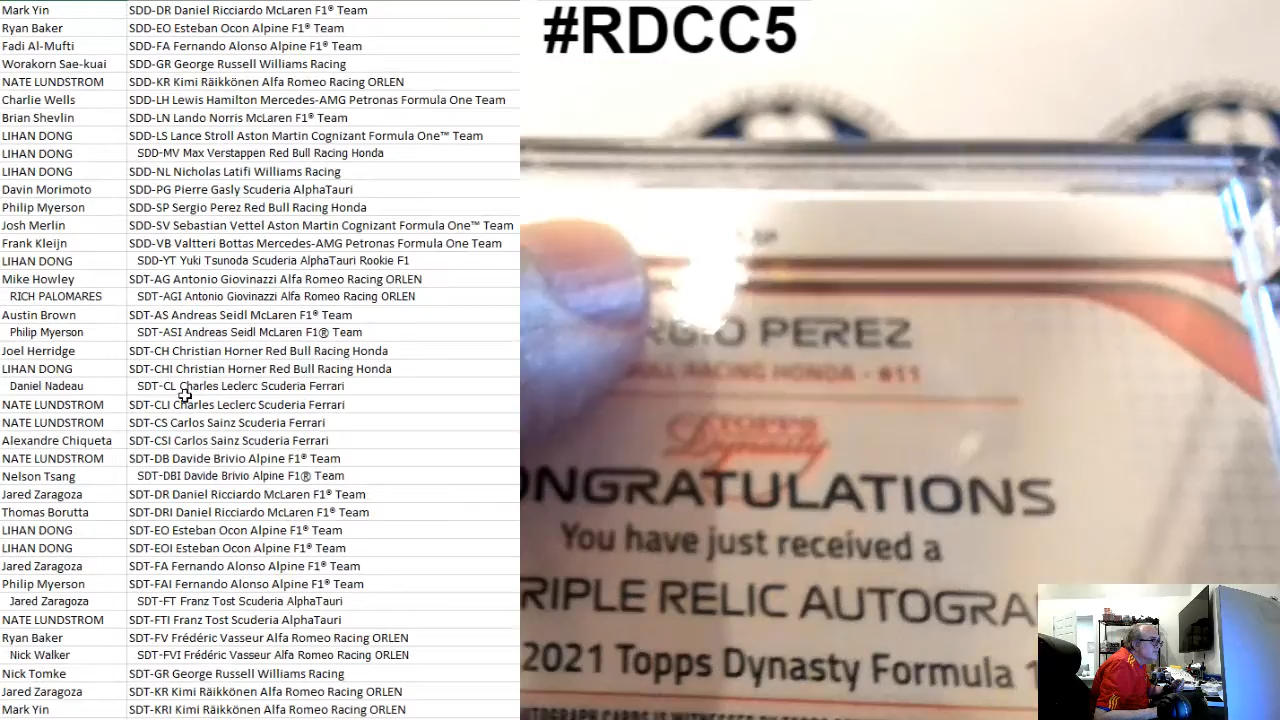 Mark Yin SDD-DR Daniel Ricciardo McLaren F1® Team
Ryan Baker SDD-EO Esteban Ocon Alpine F1® Team
Fadi Al-Mufti SDD-FA Fernando Alonso Alpine F1® Team
Worakorn Sae-kuai SDD-GR George Russell Williams Racing
NATE LUNDSTROM SDD-KR Kimi Räikkönen Alfa Romeo Racing ORLEN
Charlie Wells SDD-LH Lewis Hamilton Mercedes-AMG Petronas Formula One Team
Brian Shevlin SDD-LN Lando Norris McLaren F1® Team
LIHAN DONG SDD-LS Lance Stroll Aston Martin Cognizant Formula One™ Team
LIHAN DONG SDD-MV Max Verstappen Red Bull Racing Honda
LIHAN DONG SDD-NL Nicholas Latifi Williams Racing
Davin Morimoto SDD-PG Pierre Gasly Scuderia AlphaTauri
Philip Myerson SDD-SP Sergio Perez Red Bull Racing Honda
Josh Merlin SDD-SV Sebastian Vettel Aston Martin Cognizant Formula One™ Team
Frank Kleijn SDD-VB Valtteri Bottas Mercedes-AMG Petronas Formula One Team
LIHAN DONG SDD-YT Yuki Tsunoda Scuderia AlphaTauri Rookie F1
Mike Howley SDT-AG Antonio Giovinazzi Alfa Romeo Racing ORLEN
RICH PALOMARES SDT-AGI Antonio Giovinazzi Alfa Romeo Racing ORLEN
Austin Brown SDT-AS Andreas Seidl McLaren F1® Team
Philip Myerson SDT-ASI Andreas Seidl McLaren F1® Team
Joel Herridge SDT-CH Christian Horner Red Bull Racing Honda
LIHAN DONG SDT-CHI Christian Horner Red Bull Racing Honda
Daniel Nadeau SDT-CL Charles Leclerc Scuderia Ferrari
NATE LUNDSTROM SDT-CLI Charles Leclerc Scuderia Ferrari
NATE LUNDSTROM SDT-CS Carlos Sainz Scuderia Ferrari
Alexandre Chiqueta SDT-CSI Carlos Sainz Scuderia Ferrari
NATE LUNDSTROM SDT-DB Davide Brivio Alpine F1® Team
Nelson Tsang SDT-DBI Davide Brivio Alpine F1® Team
Jared Zaragoza SDT-DR Daniel Ricciardo McLaren F1® Team
Thomas Borutta SDT-DRI Daniel Ricciardo McLaren F1® Team
LIHAN DONG SDT-EO Esteban Ocon Alpine F1® Team
LIHAN DONG SDT-EOI Esteban Ocon Alpine F1® Team
Jared Zaragoza SDT-FA Fernando Alonso Alpine F1® Team
Philip Myerson SDT-FAI Fernando Alonso Alpine F1® Team
Jared Zaragoza SDT-FT Franz Tost Scuderia AlphaTauri
NATE LUNDSTROM SDT-FTI Franz Tost Scuderia AlphaTauri
Ryan Baker SDT-FV Frédéric Vasseur Alfa Romeo Racing ORLEN
Nick Walker SDT-FVI Frédéric Vasseur Alfa Romeo Racing ORLEN
Nick Tomke SDT-GR George Russell Williams Racing
Jared Zaragoza SDT-KR Kimi Räikkönen Alfa Romeo Racing ORLEN
Mark Yin SDT-KRI Kimi Räikkönen Alfa Romeo Racing ORLEN
#RDCC5
RGIO PEREZ
BULL RACING HONDA - #11
Dynasty
ONGRATULATIONS
You have just received a
RIPLE RELIC AUTOGRA
2021 Topps Dynasty Formula 1